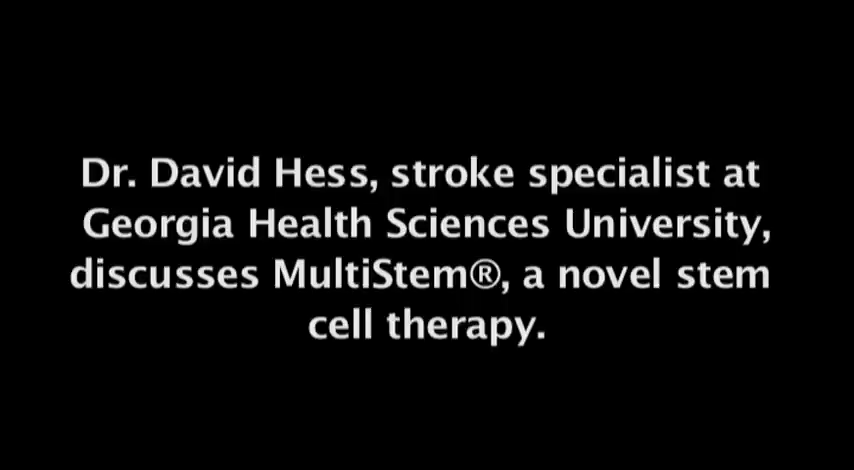 Dr. David Hess, stroke specialist at
Georgia Health Sciences University,
discusses MultiStem®, a novel stem
cell therapy.